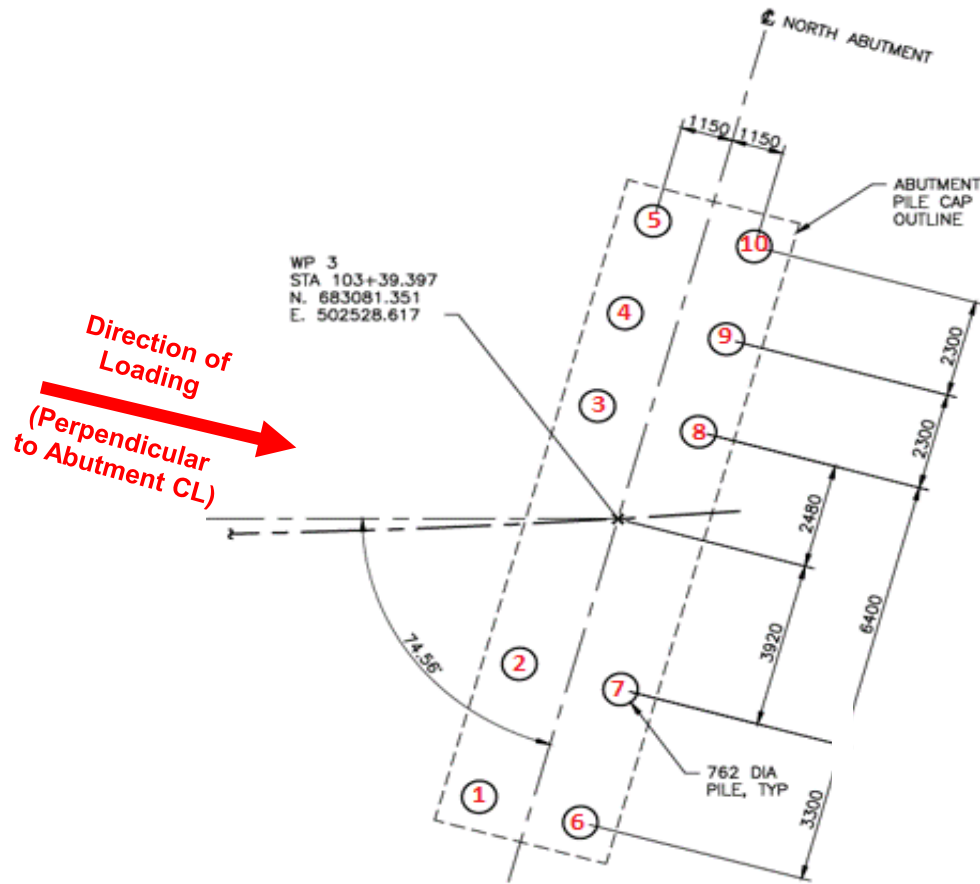 ℄ NORTH ABUTMENT
1150
1150
ABUTMENT
PILE CAP
OUTLINE
5
10
WP 3
STA 103+39.397
N. 683081.351
E. 502528.617
4
9
2300
Direction of
Loading
(Perpendicular
to Abutment CL)
3
8
2300
2480
6400
3920
74.56°
2
7
762 DIA
PILE, TYP
1
6
3300